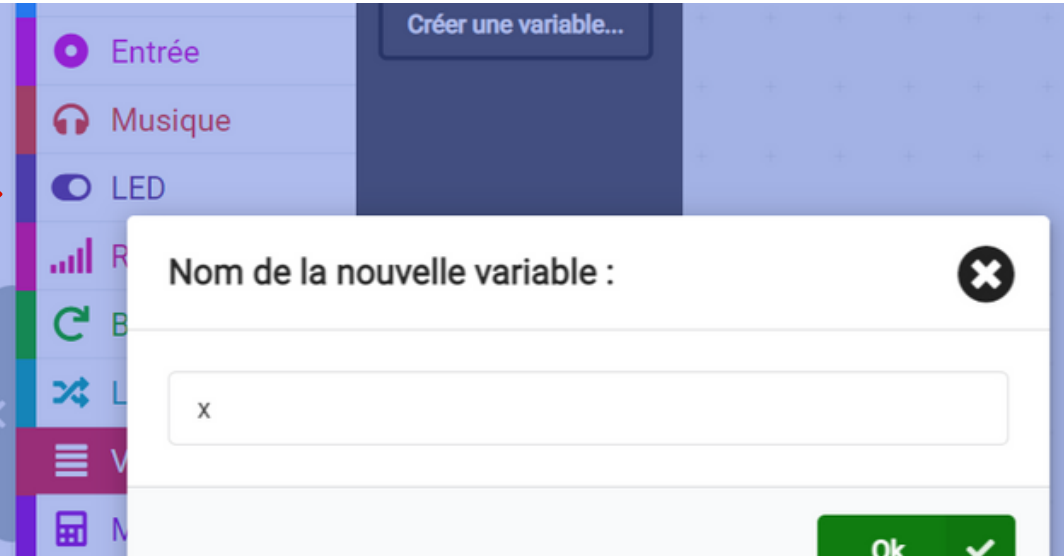 Créer une variable...
Entrée
Musique
LED
R
B
L
V
M
Nom de la nouvelle variable :
x
Ok